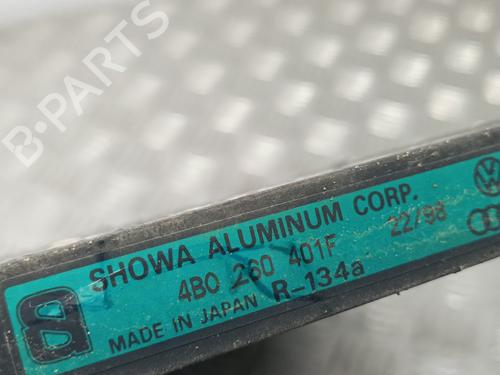 B-PARTS
SHOWA ALUMINUM CORP. 22/98
4B0 260 401F
MADE IN JAPAN R-134a